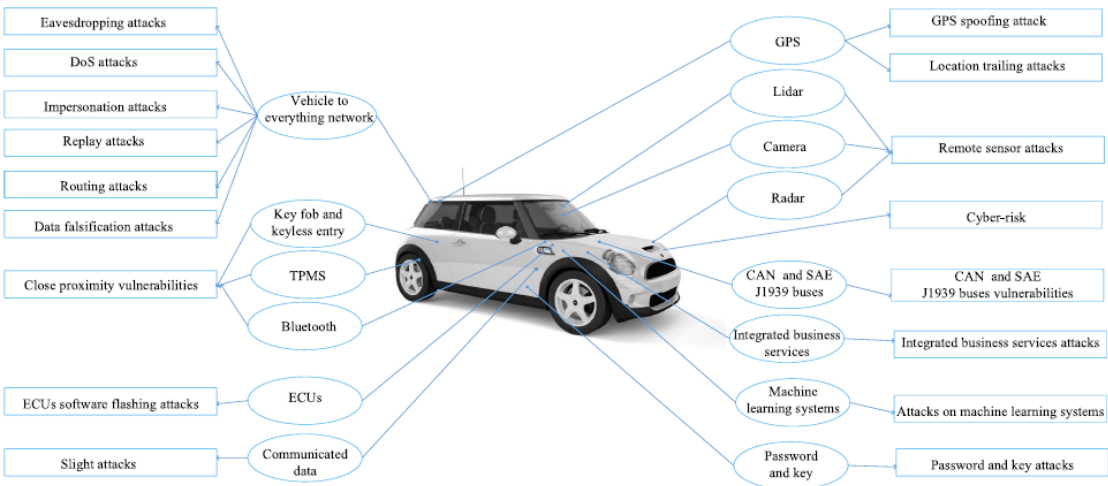 Eavesdropping attacks
DoS attacks
Impersonation attacks
Replay attacks
Routing attacks
Data falsification attacks
Close proximity vulnerabilities
ECUs software flashing attacks
Slight attacks
Vehicle to
everything network
Key fob and
keyless entry
TPMS
Bluetooth
ECUs
Communicated
data
GPS
Lidar
Camera
Radar
CAN and SAE
J1939 buses
Integrated business
services
Machine
learning systems
Password
and key
GPS spoofing attack
Location trailing attacks
Remote sensor attacks
Cyber-risk
CAN and SAE
J1939 buses vulnerabilities
Integrated business services attacks
Attacks on machine learning systems
Password and key attacks